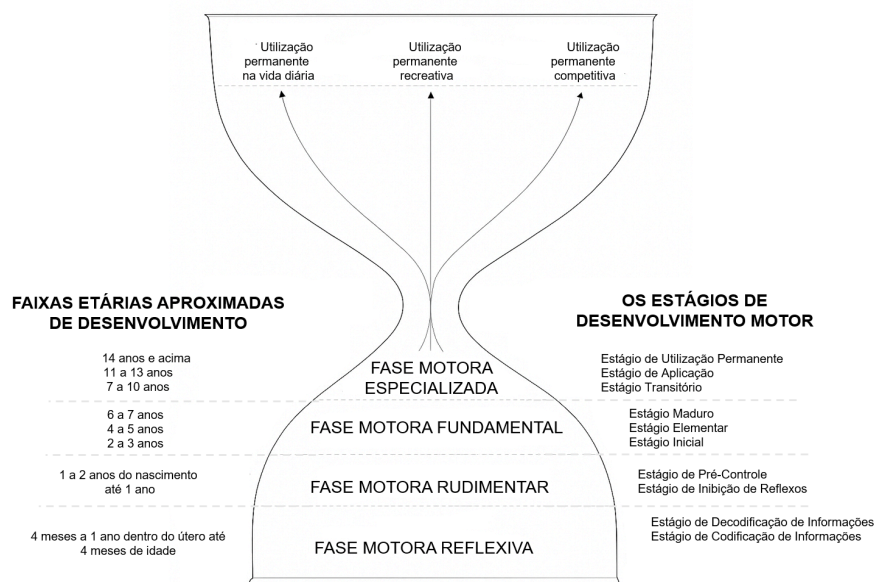 Utilização
permanente
na vida diária
Utilização
permanente
recreativa
Utilização
permanente
competitiva
FAIXAS ETÁRIAS APROXIMADAS
DE DESENVOLVIMENTO
OS ESTÁGIOS DE
DESENVOLVIMENTO MOTOR
14 anos e acima
11 a 13 anos
7 a 10 anos
FASE MOTORA
ESPECIALIZADA
Estágio de Utilização Permanente
Estágio de Aplicação
Estágio Transitório
6 a 7 anos
4 a 5 anos
2 a 3 anos
FASE MOTORA FUNDAMENTAL
Estágio Maduro
Estágio Elementar
Estágio Inicial
1 a 2 anos do nascimento
até 1 ano
FASE MOTORA RUDIMENTAR
Estágio de Pré-Controle
Estágio de Inibição de Reflexos
4 meses a 1 ano dentro do útero até
4 meses de idade
FASE MOTORA REFLEXIVA
Estágio de Decodificação de Informações
Estágio de Codificação de Informações